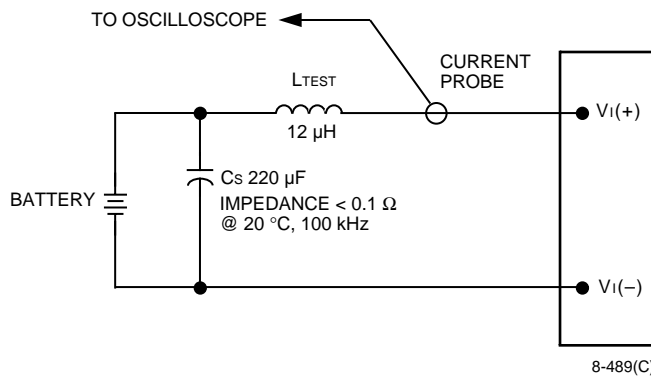 TO OSCILLOSCOPE
CURRENT
PROBE
LTEST
12 µH
VI(+)
CS 220 µF
IMPEDANCE < 0.1 Ω
@ 20 °C, 100 kHz
BATTERY
VI(–)
8-489(C)